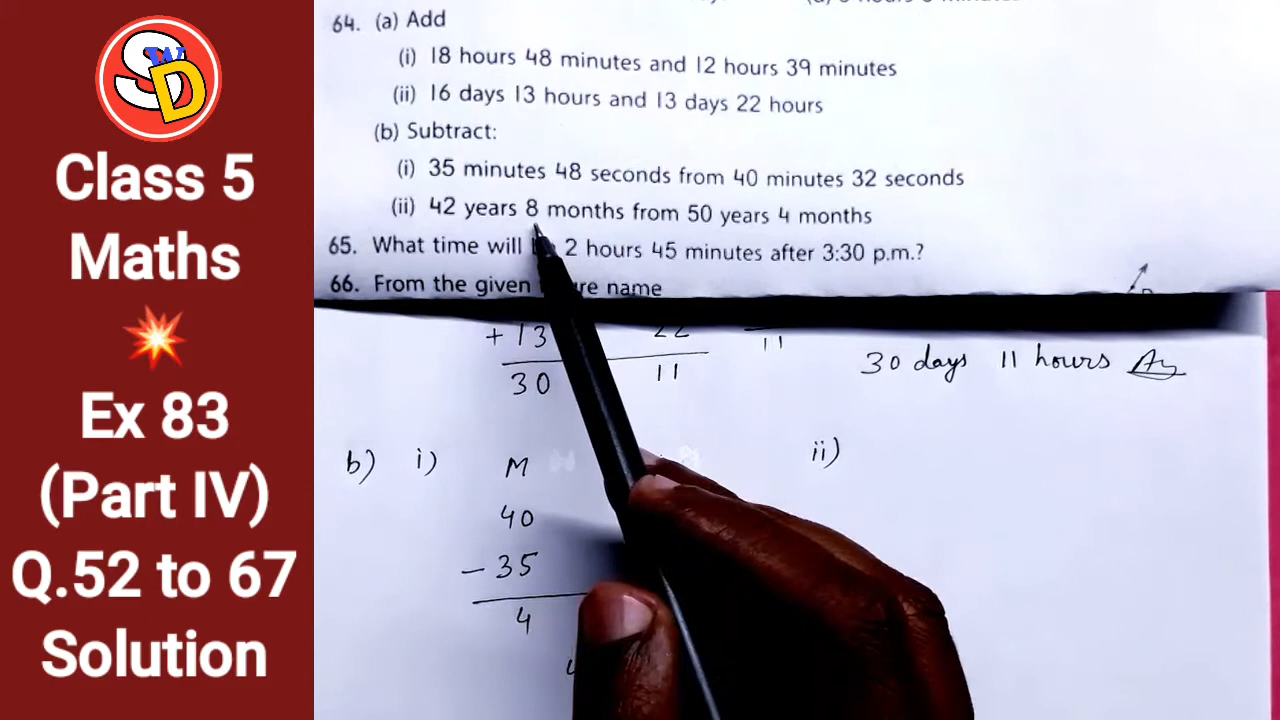 S W D
Class 5
Maths
Ex 83
(Part IV)
Q.52 to 67
Solution
64. (a) Add
(i) 18 hours 48 minutes and 12 hours 39 minutes
(ii) 16 days 13 hours and 13 days 22 hours
(b) Subtract:
(i) 35 minutes 48 seconds from 40 minutes 32 seconds
(ii) 42 years 8 months from 50 years 4 months
65. What time will 2 hours 45 minutes after 3:30 p.m.?
66. From the given name
+ 13 22
30 11 11
30 days 11 hours
b) i) M ii)
40
- 35
4